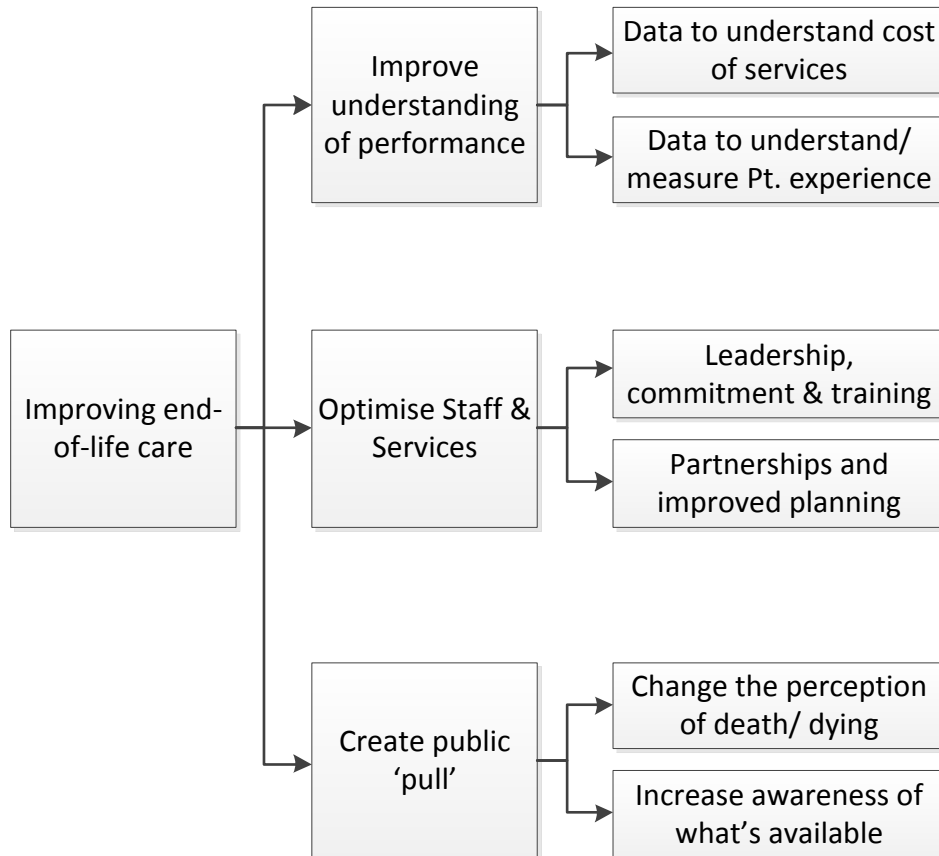 Improving end-
of-life care
Improve
understanding
of performance
Data to understand cost
of services
Data to understand/
measure Pt. experience
Optimise Staff &
Services
Leadership,
commitment & training
Partnerships and
improved planning
Create public
‘pull’
Change the perception
of death/ dying
Increase awareness of
what’s available